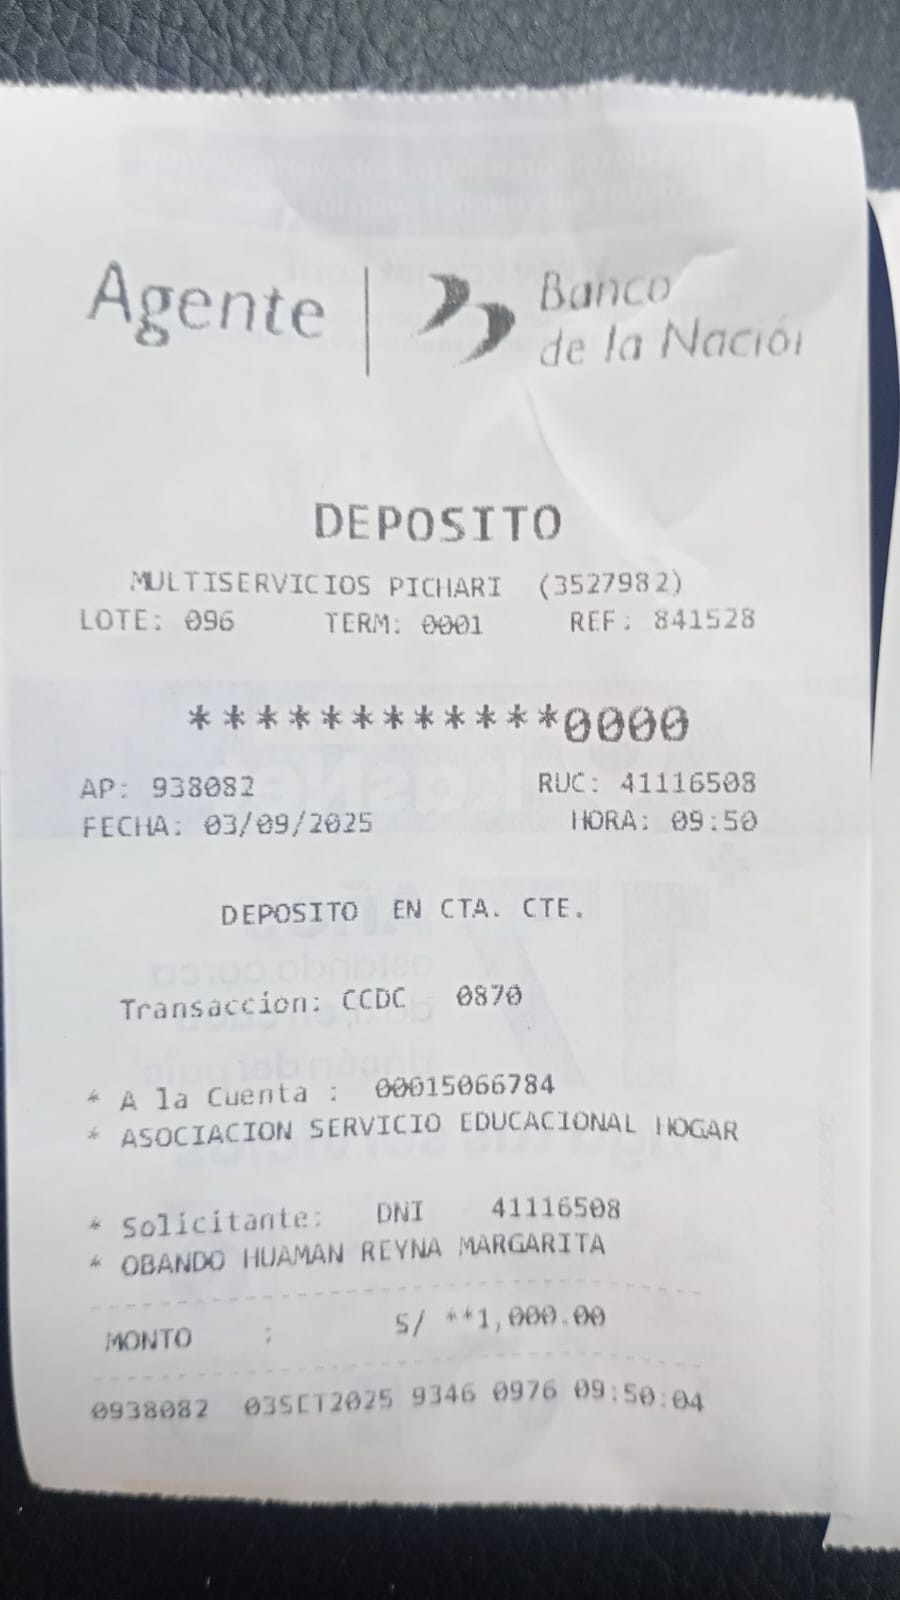 Agente | Banco
de la Nación
DEPOSITO
MULTISERVICIOS PICHARI (3527982)
LOTE: 096 TERM: 0001 REF: 841528
************0000
AP: 938082 RUC: 41116508
FECHA: 03/09/2025 HORA: 09:50
DEPOSITO EN CTA. CTE.
Transaccion: CCDC 0870
* A la Cuenta : 00015066784
* ASOCIACION SERVICIO EDUCACIONAL HOGAR
* Solicitante: DNI 41116508
* OBANDO HUAMAN REYNA MARGARITA
MONTO : S/ **1,000.00
0938082 03SET2025 9346 0976 09:50:04